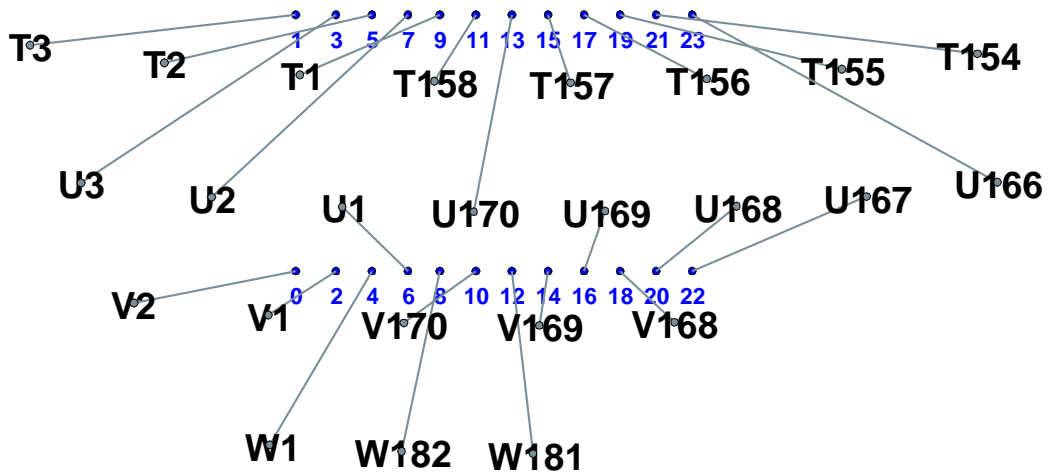 T3 T2 T1 T158 T157 T156 T155 T154
1 3 5 7 9 11 13 15 17 19 21 23
U3 U2 U1 U170 U169 U168 U167 U166
0 2 4 6 8 10 12 14 16 18 20 22
V2 V1 V170 V169 V168
W1 W182 W181